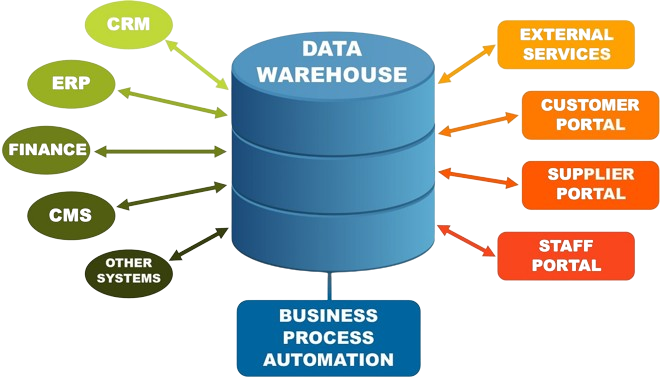 CRM
ERP
FINANCE
CMS
OTHER
SYSTEMS
DATA
WAREHOUSE
EXTERNAL
SERVICES
CUSTOMER
PORTAL
SUPPLIER
PORTAL
STAFF
PORTAL
BUSINESS
PROCESS
AUTOMATION